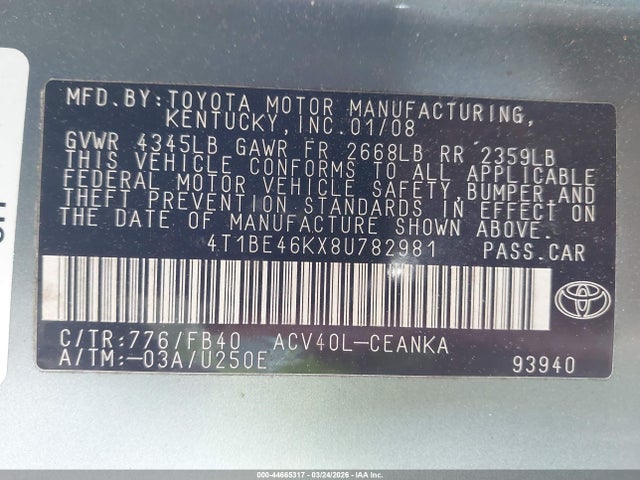 MFD.BY:TOYOTA MOTOR MANUFACTURING,
KENTUCKY,INC.01/08
GVWR 4345LB GAWR FR 2668LB RR 2359LB
THIS VEHICLE CONFORMS TO ALL APPLICABLE
FEDERAL MOTOR VEHICLE SAFETY,BUMPER,AND
THEFT PREVENTION STANDARDS IN EFFECT ON
THE DATE OF MANUFACTURE SHOWN ABOVE.
4T1BE46KX8U782981 PASS.CAR
C/TR:776/FB40 ACV40L-CEANKA
A/TM:-03A/U250E 93940
000-44665317 - 03/24/2026 - IAAI.COM